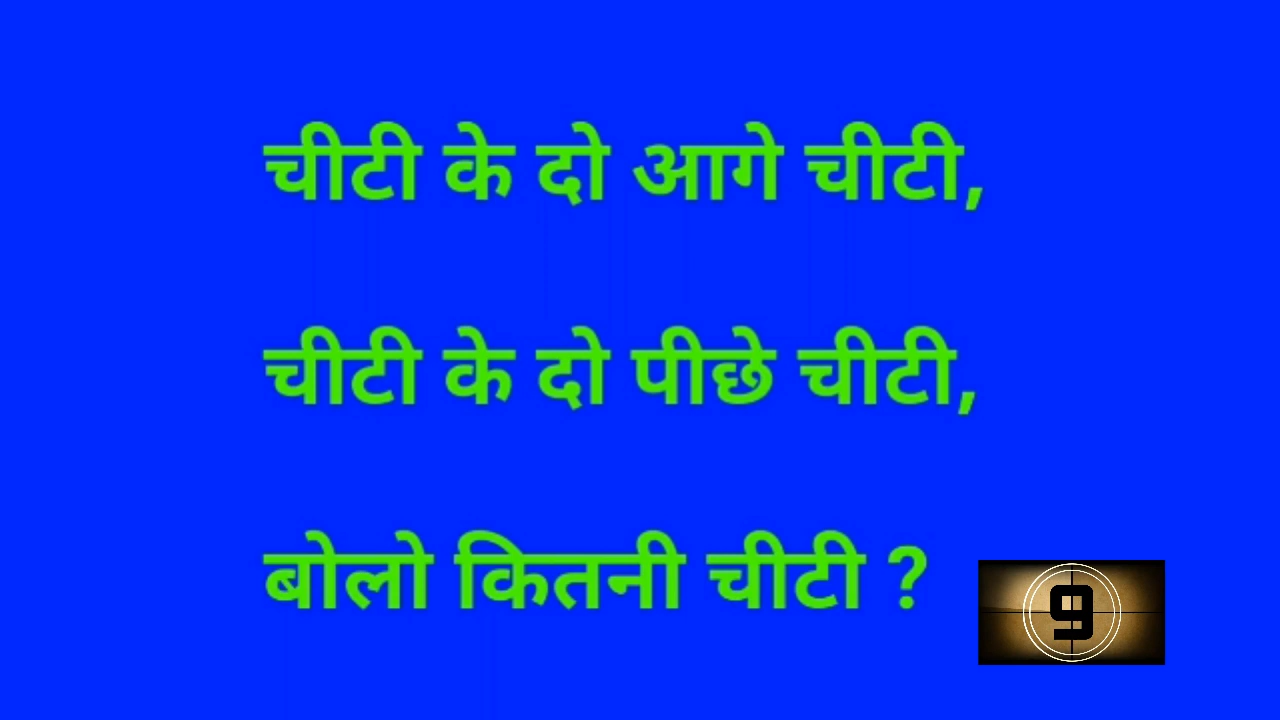 चीटी के दो आगे चीटी,
चीटी के दो पीछे चीटी,
बोलो कितनी चीटी ?
9